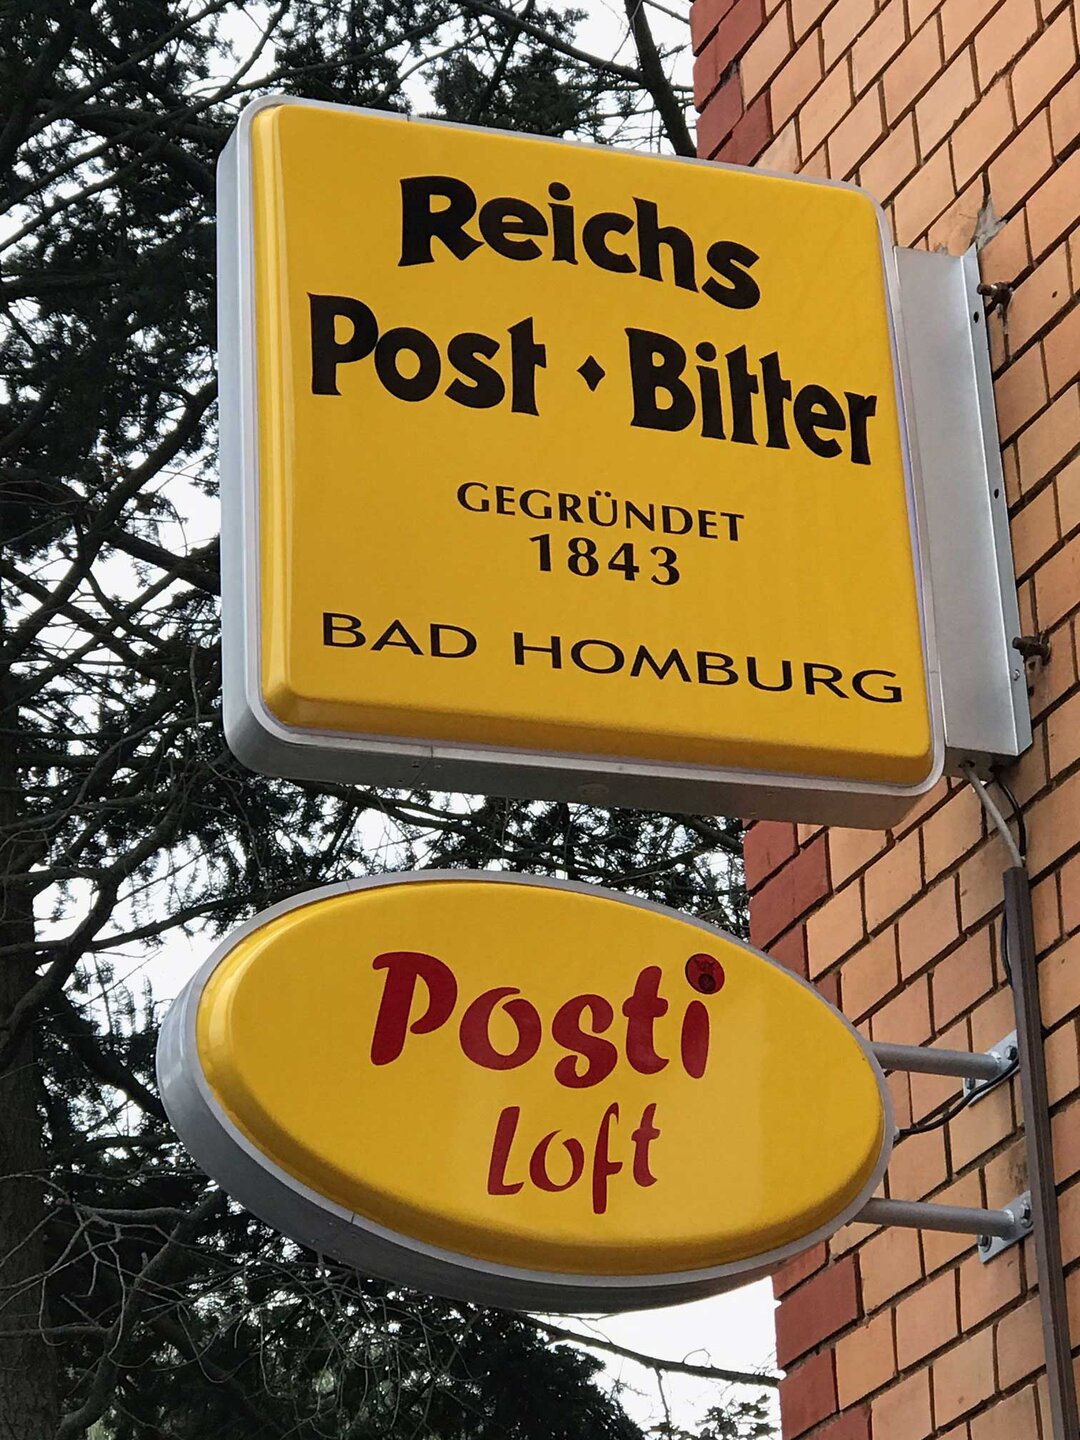 Reichs
Post ⬩ Bitter
GEGRÜNDET
1843
BAD HOMBURG
Posti
Loft